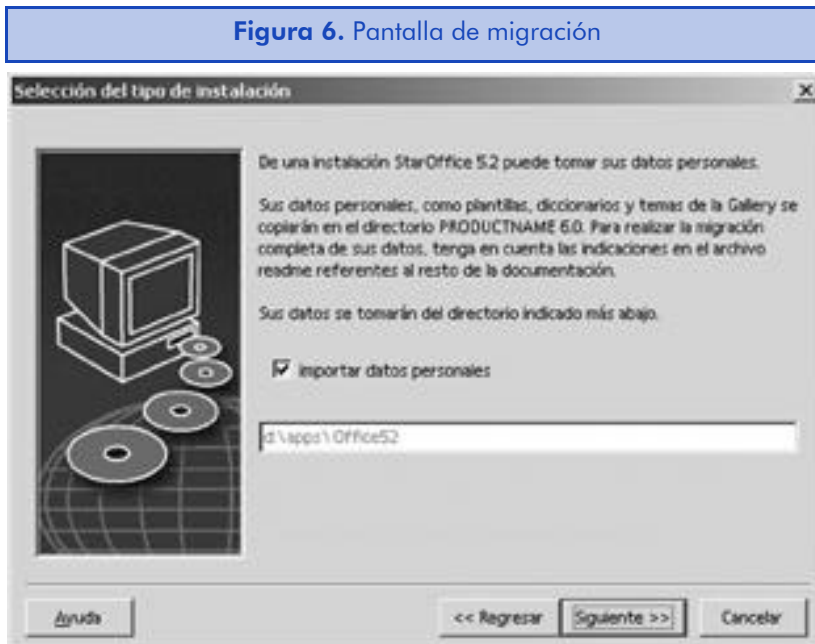 Figura 6. Pantalla de migración
Selección del tipo de instalación
De una instalación StarOffice 5.2 puede tomar sus datos personales.
Sus datos personales, como plantillas, diccionarios y temas de la Gallery se
copiarán en el directorio PRODUCTNAME 6.0. Para realizar la migración
completa de sus datos, tenga en cuenta las indicaciones en el archivo
readme referentes al resto de la documentación.
Sus datos se tomarán del directorio indicado más abajo.
importar datos personales
d:\apps\Office52
Ayuda
<< Regresar
Siguiente >>
Cancelar